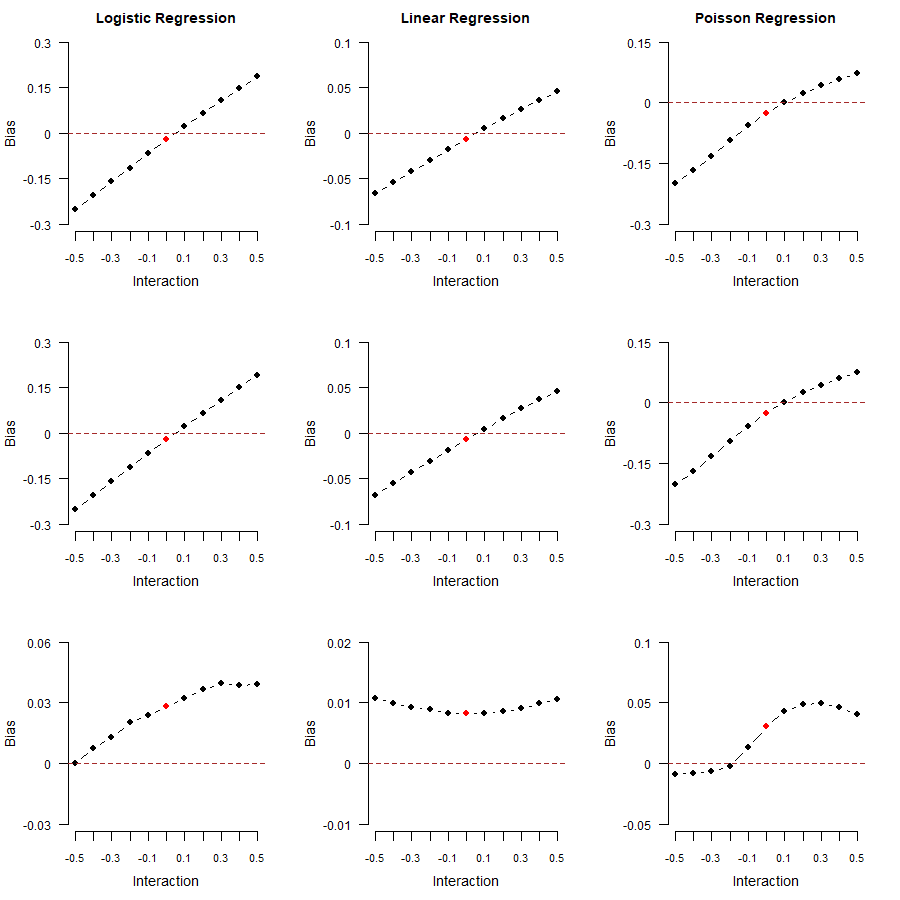 Logistic Regression Linear Regression Poisson Regression
0.3 0.1 0.15
0.15 0.05 0
0 0 -0.15
-0.15 -0.05 -0.3
-0.3 -0.1
Bias Bias Bias
-0.5 -0.3 -0.1 0.1 0.3 0.5 -0.5 -0.3 -0.1 0.1 0.3 0.5 -0.5 -0.3 -0.1 0.1 0.3 0.5
Interaction Interaction Interaction
0.3 0.1 0.15
0.15 0.05 0
0 0 -0.15
-0.15 -0.05 -0.3
-0.3 -0.1
Bias Bias Bias
-0.5 -0.3 -0.1 0.1 0.3 0.5 -0.5 -0.3 -0.1 0.1 0.3 0.5 -0.5 -0.3 -0.1 0.1 0.3 0.5
Interaction Interaction Interaction
0.06 0.02 0.1
0.03 0.01 0.05
0 0 0
-0.03 -0.01 -0.05
Bias Bias Bias
-0.5 -0.3 -0.1 0.1 0.3 0.5 -0.5 -0.3 -0.1 0.1 0.3 0.5 -0.5 -0.3 -0.1 0.1 0.3 0.5
Interaction Interaction Interaction